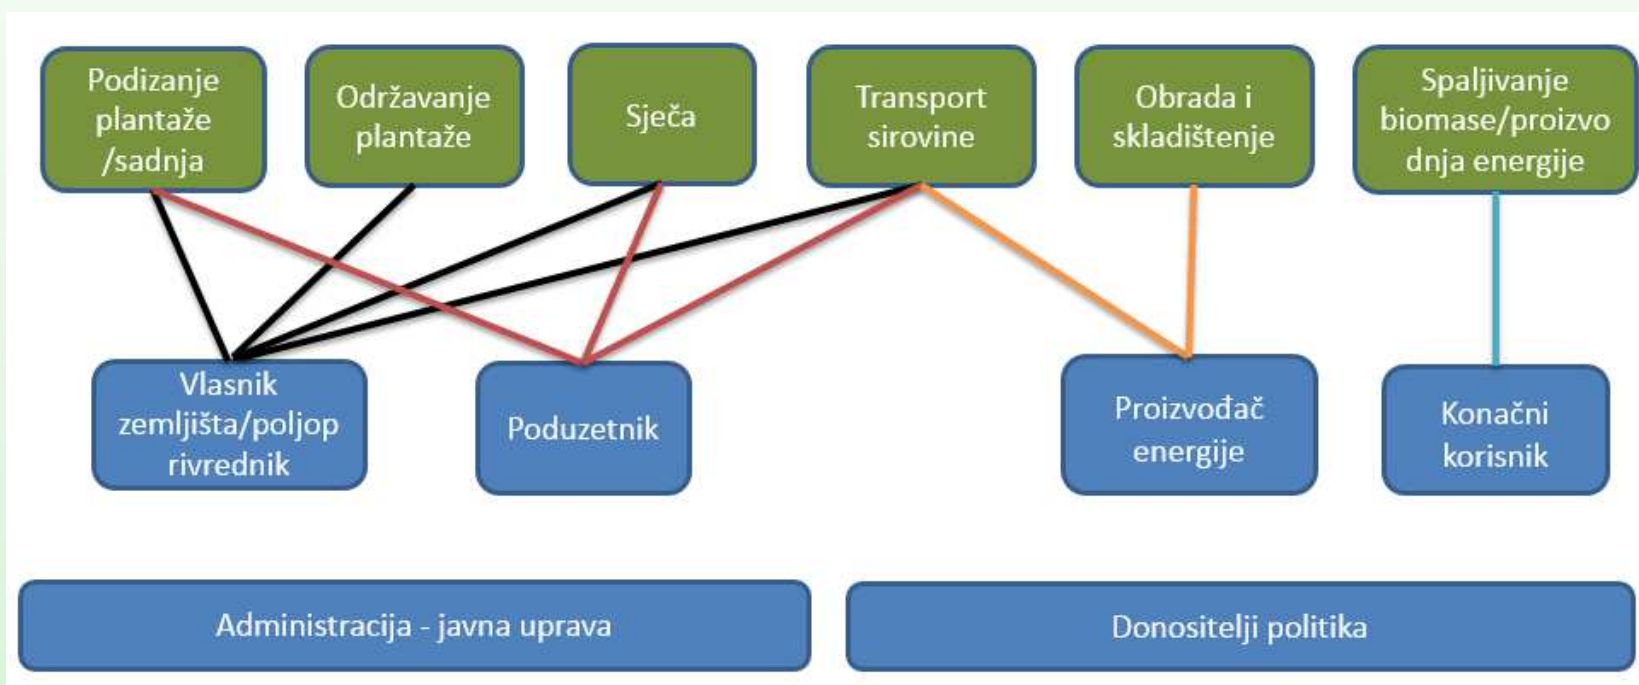 Podizanje
plantaže
/sadnja
Održavanje
plantaže
Sječa
Transport
sirovine
Obrada i
skladištenje
Spaljivanje
biomase/proizvo
dnja energije
Vlasnik
zemljišta/poljop
rivrednik
Poduzetnik
Proizvođač
energije
Konačni
korisnik
Administracija - javna uprava
Donositelji politika